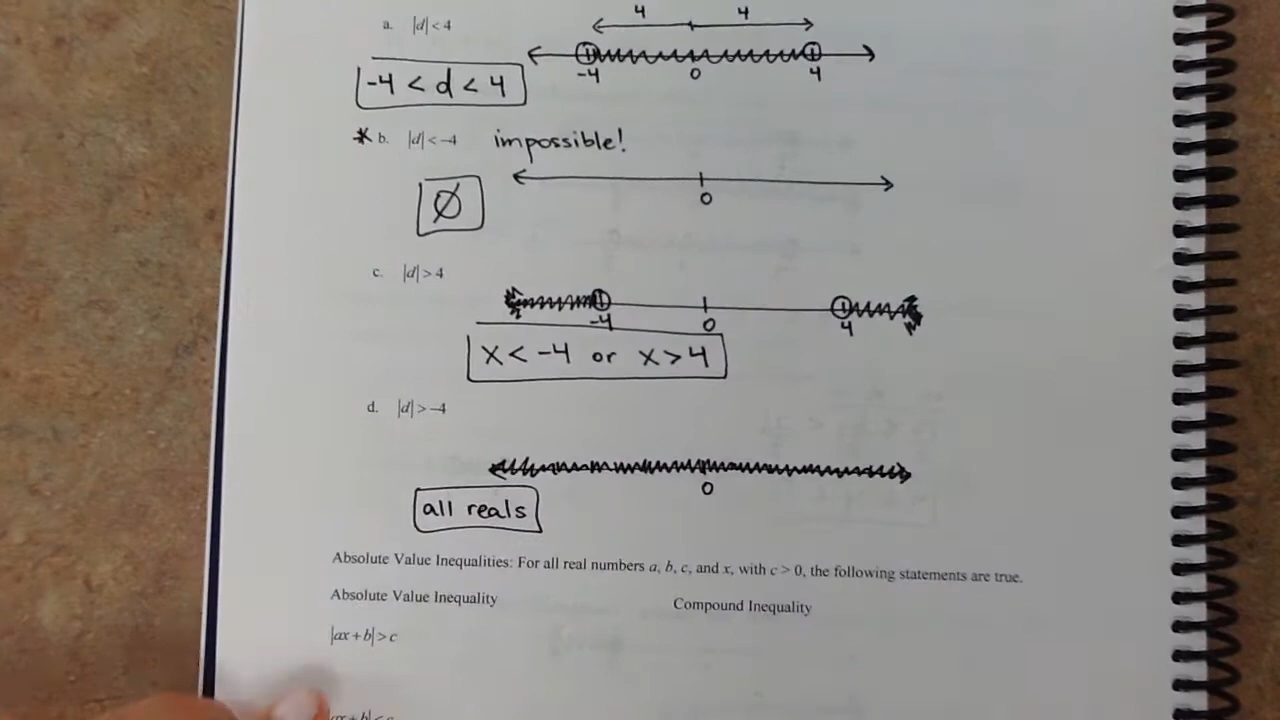 4 4
a. |d| < 4
-4 0 4
-4 < d < 4
* b. |d| < -4 impossible!
0
Ø
c. |d| > 4
-4 0 4
x < -4 or x > 4
d. |d| > -4
0
all reals
Absolute Value Inequalities: For all real numbers a, b, c, and x, with c > 0, the following statements are true.
Absolute Value Inequality Compound Inequality
|ax + b| > c